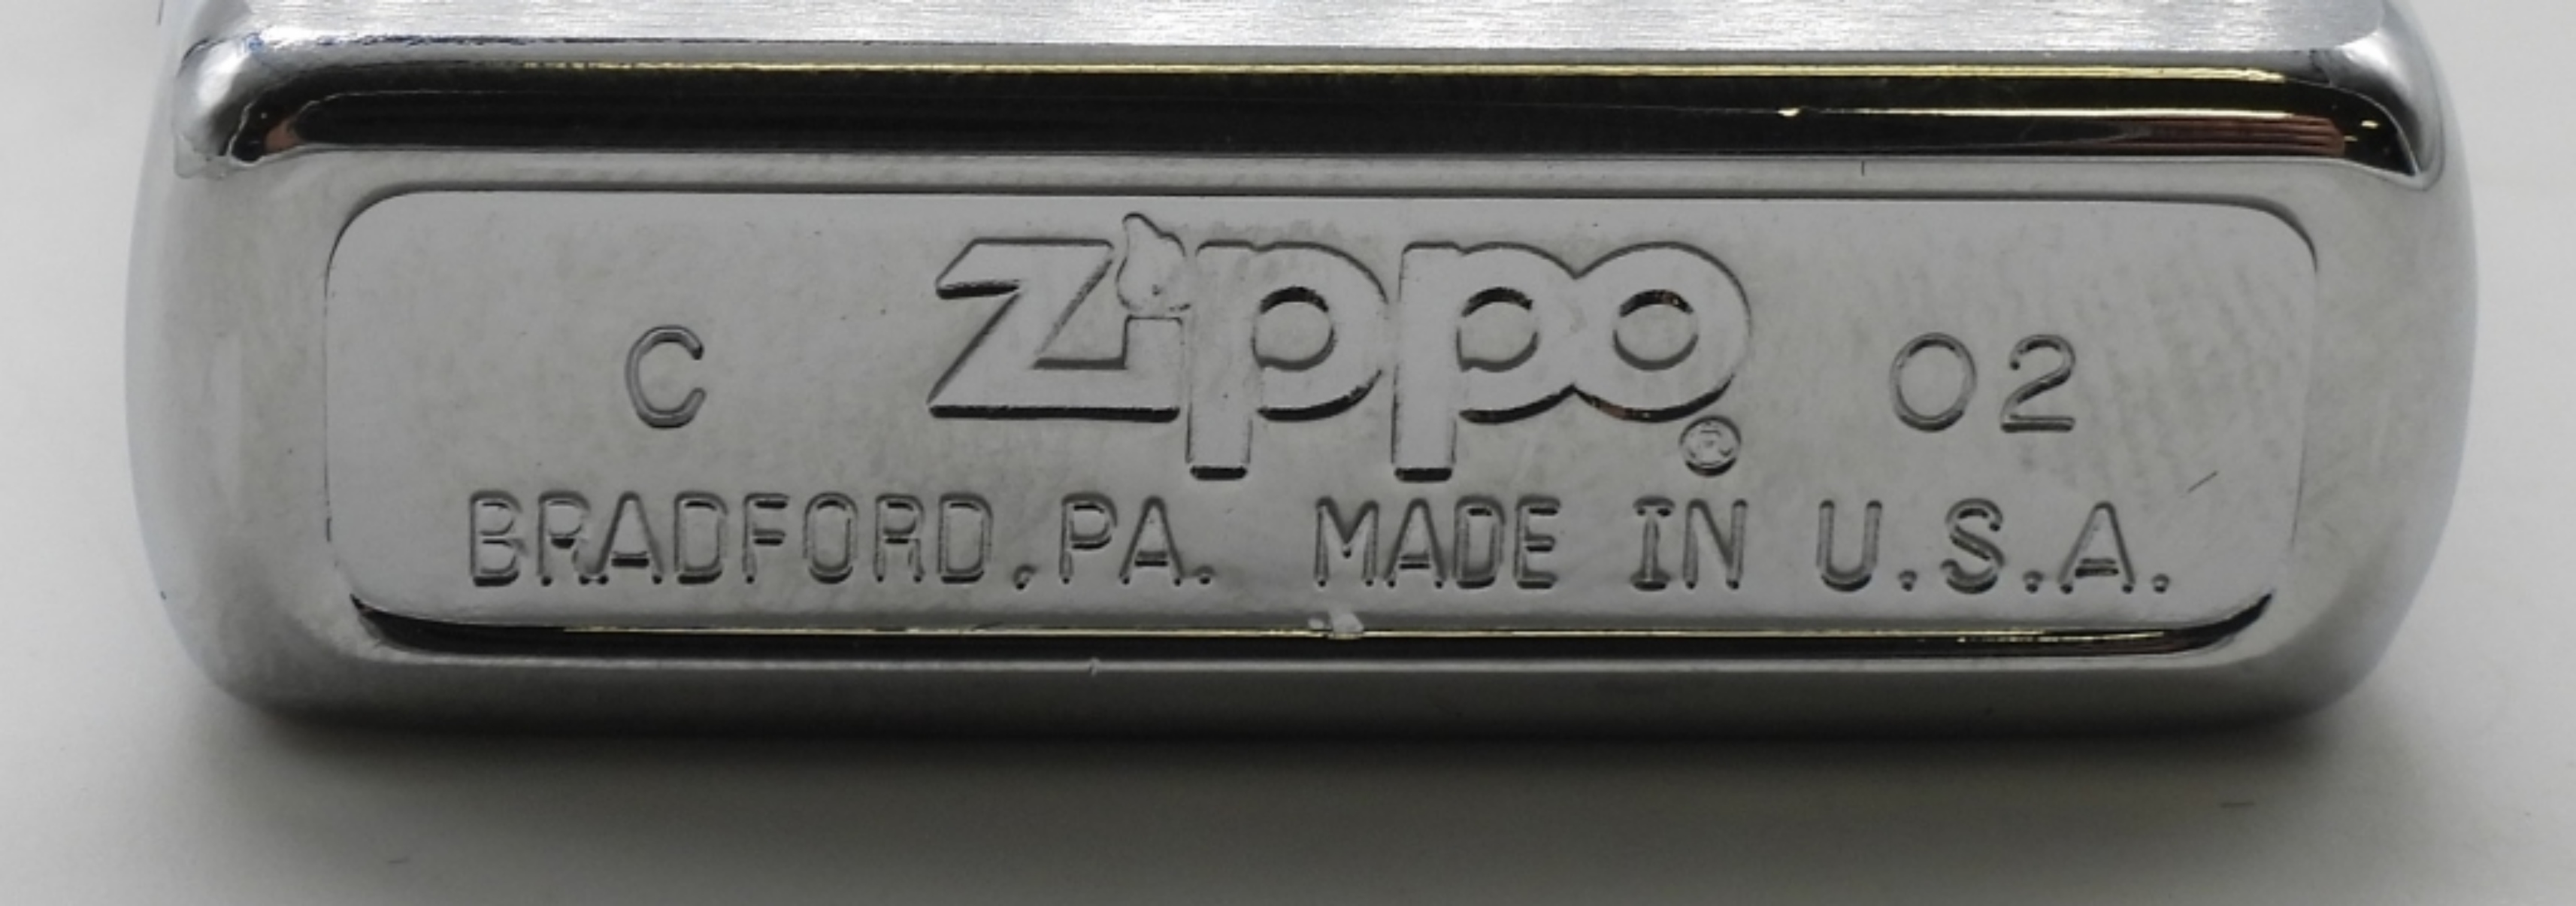 C Zippo® 02
BRADFORD, PA. MADE IN U.S.A.